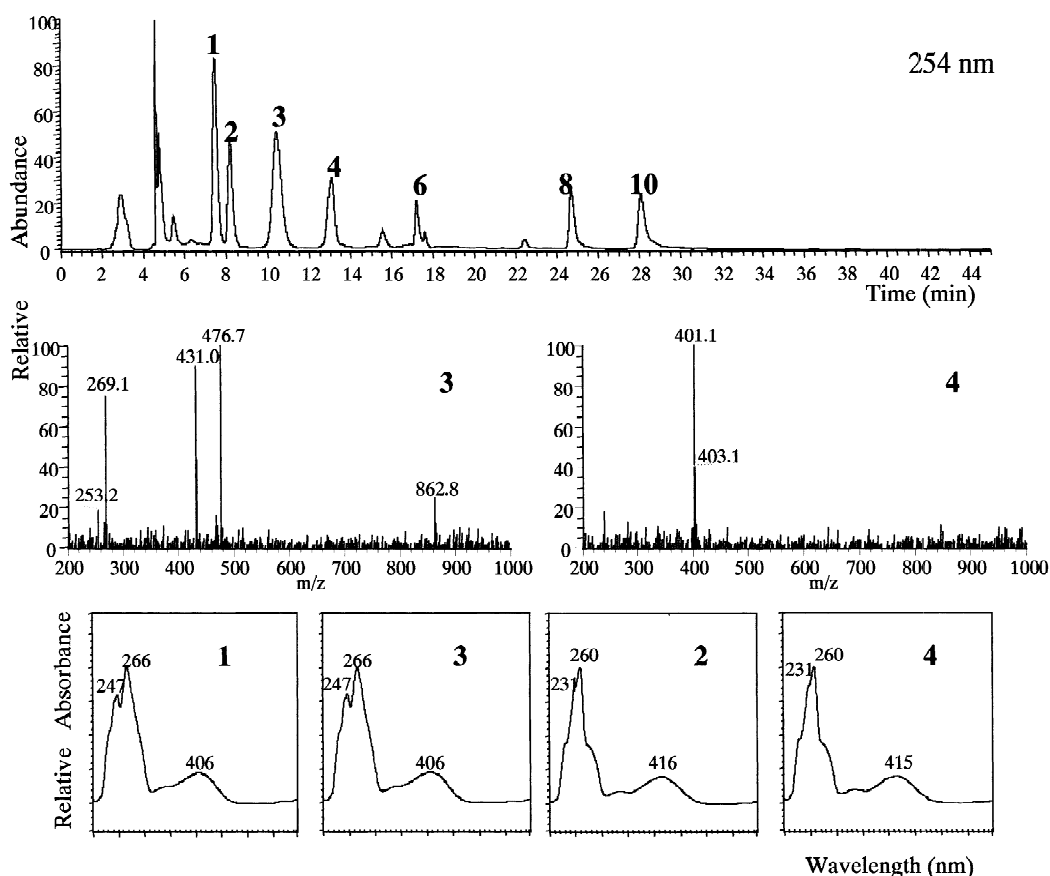 254 nm
Abundance
100 80 60 40 20 0
1 2 3 4 6 8 10
0 2 4 6 8 10 12 14 16 18 20 22 24 26 28 30 32 34 36 38 40 42 44
Time (min)
Relative
100 80 60 40 20 0
253.2 269.1 431.0 476.7 862.8
3
200 300 400 500 600 700 800 900 1000
m/z
100 80 60 40 20 0
401.1
403.1
4
200 300 400 500 600 700 800 900 1000
m/z
Relative Absorbance
247 266 406 1
247 266 406 3
231 260 416 2
231 260 415 4
Wavelength (nm)